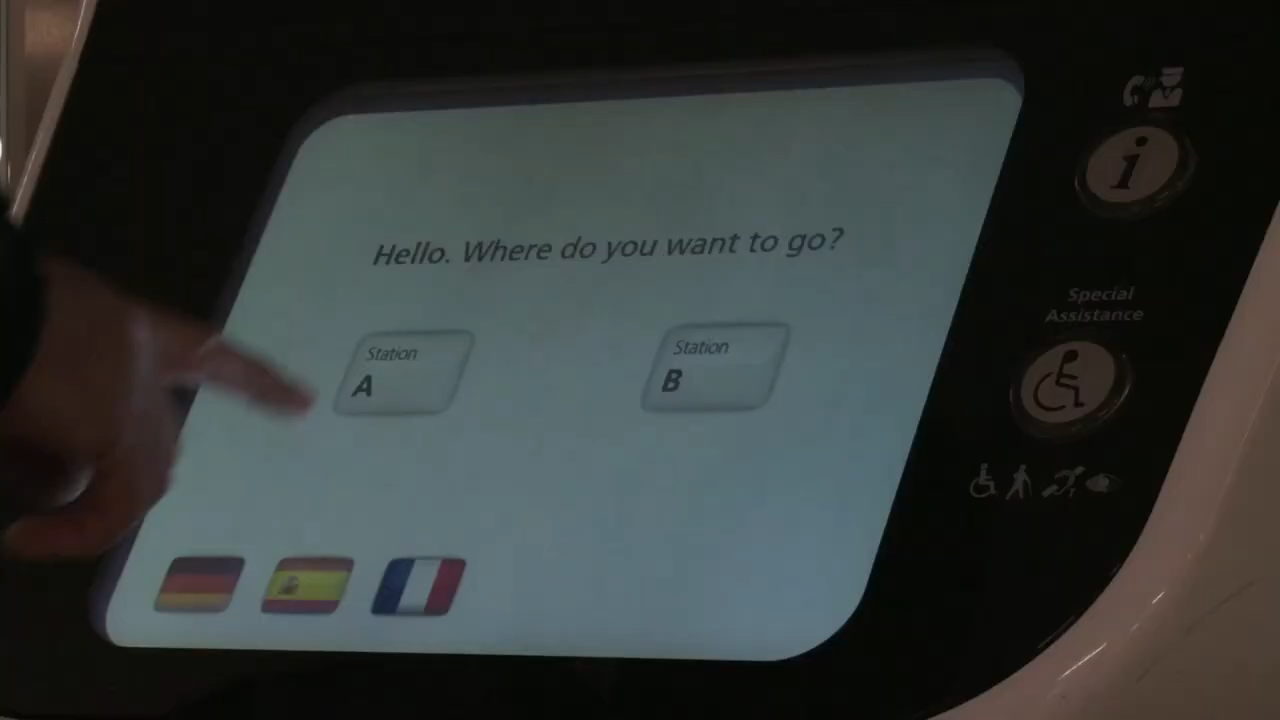 Hello. Where do you want to go?
Station
A
Station
B
i
Special
Assistance